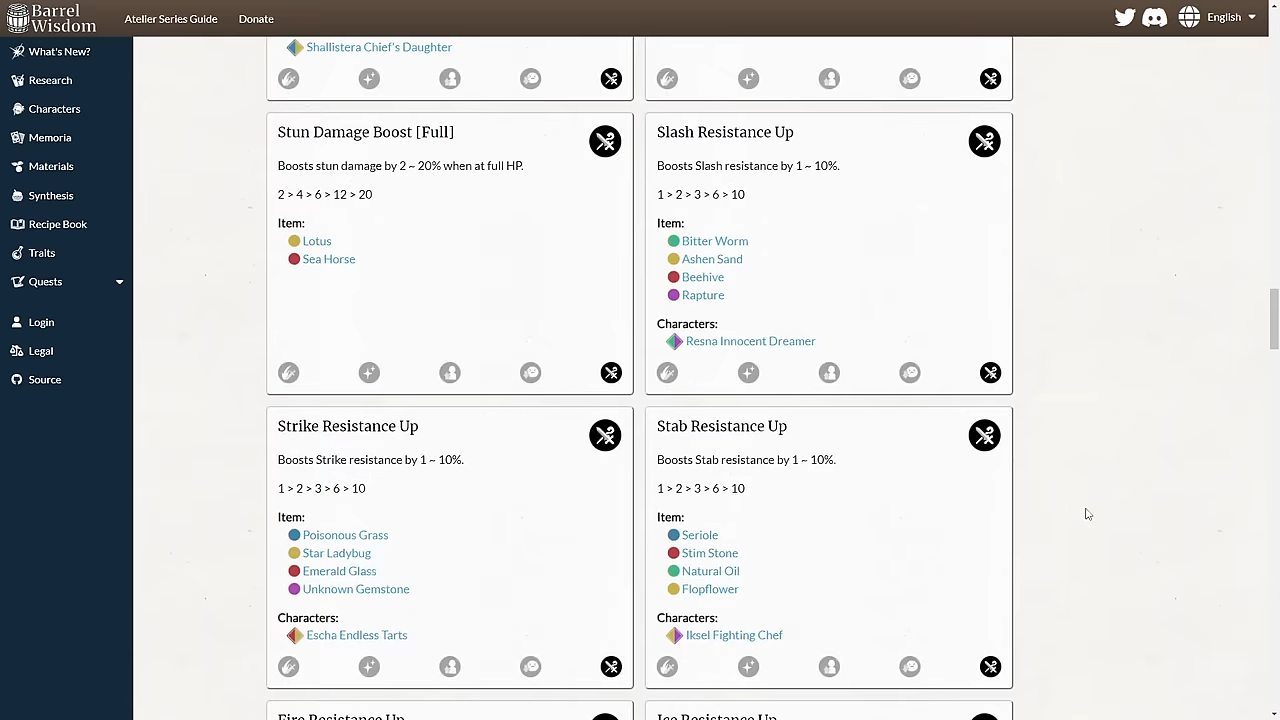 Barrel
Wisdom
Atelier Series Guide
Donate
English
What's New?
Research
Characters
Memoria
Materials
Synthesis
Recipe Book
Traits
Quests
Login
Legal
Source
Shallistera Chief's Daughter
Stun Damage Boost [Full]
Boosts stun damage by 2 ~ 20% when at full HP.
2 > 4 > 6 > 12 > 20
Item:
Lotus
Sea Horse
Slash Resistance Up
Boosts Slash resistance by 1 ~ 10%.
1 > 2 > 3 > 6 > 10
Item:
Bitter Worm
Ashen Sand
Beehive
Rapture
Characters:
Resna Innocent Dreamer
Strike Resistance Up
Boosts Strike resistance by 1 ~ 10%.
1 > 2 > 3 > 6 > 10
Item:
Poisonous Grass
Star Ladybug
Emerald Glass
Unknown Gemstone
Characters:
Escha Endless Tarts
Stab Resistance Up
Boosts Stab resistance by 1 ~ 10%.
1 > 2 > 3 > 6 > 10
Item:
Seriole
Stim Stone
Natural Oil
Flopflower
Characters:
Iksel Fighting Chef
Fire Resistance Up
Ice Resistance Up